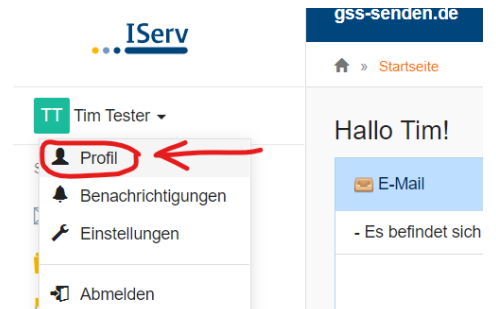 IServ
gss-senden.de
» Startseite
TT Tim Tester
Hallo Tim!
Profil
E-Mail
Benachrichtigungen
- Es befindet sich
Einstellungen
Abmelden